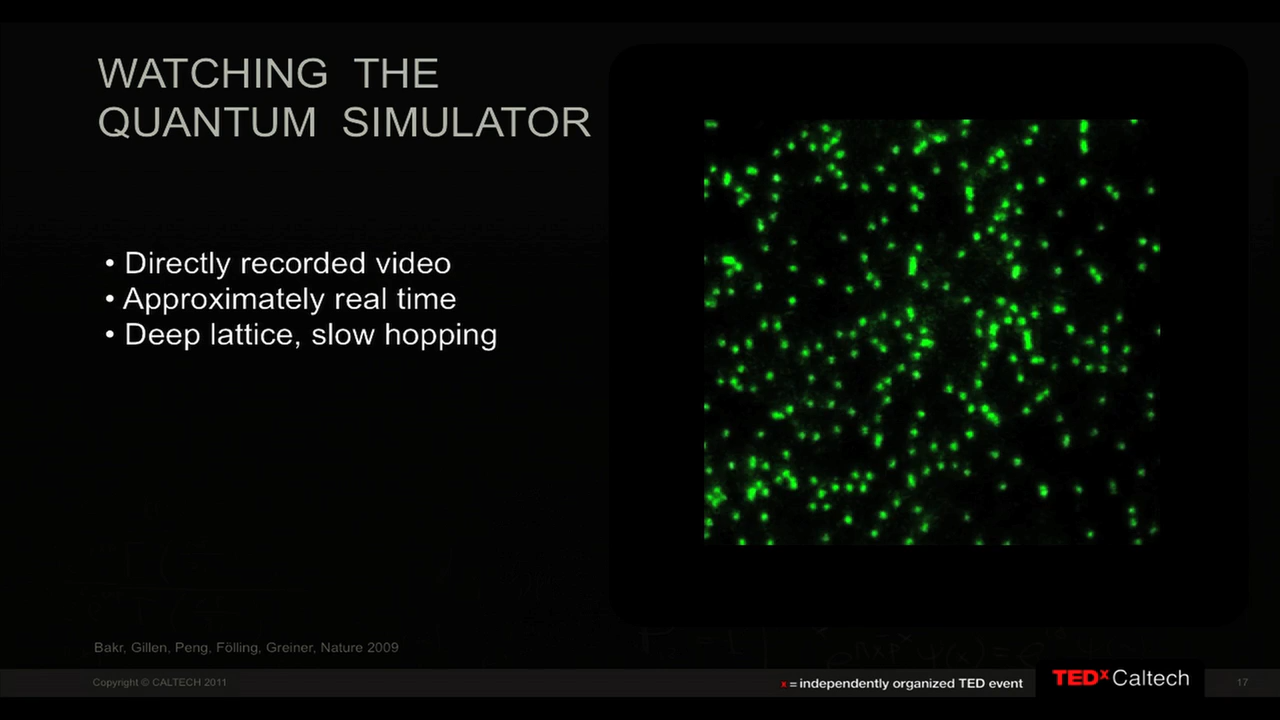 WATCHING THE
QUANTUM SIMULATOR
• Directly recorded video
• Approximately real time
• Deep lattice, slow hopping
Bakr, Gillen, Peng, Fölling, Greiner, Nature 2009
Copyright © CALTECH 2011
x = independently organized TED event
TEDx Caltech
17